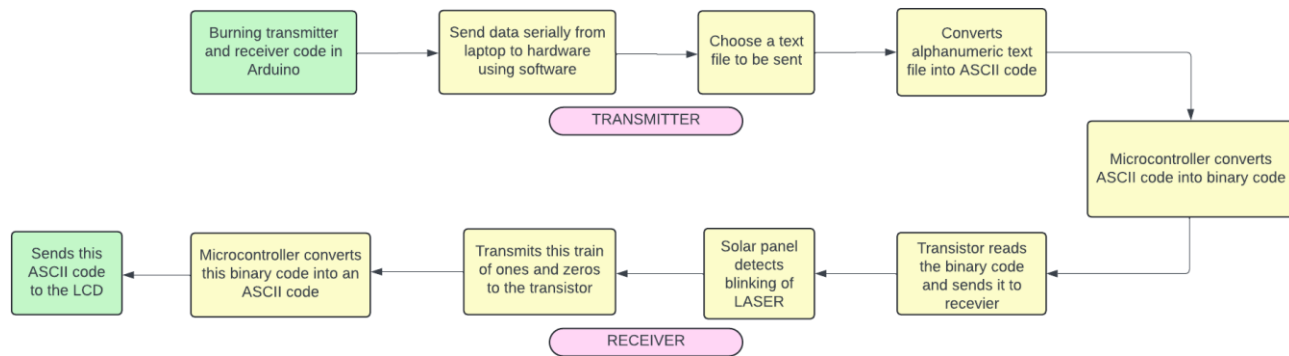 Burning transmitter
and receiver code in
Arduino
Send data serially from
laptop to hardware
using software
Choose a text
file to be sent
Converts
alphanumeric text
file into ASCII code
TRANSMITTER
Microcontroller converts
ASCII code into binary code
Transistor reads
the binary code
and sends it to
recevier
Solar panel
detects
blinking of
LASER
Transmits this train
of ones and zeros
to the transistor
Microcontroller converts
this binary code into an
ASCII code
Sends this
ASCII code
to the LCD
RECEIVER